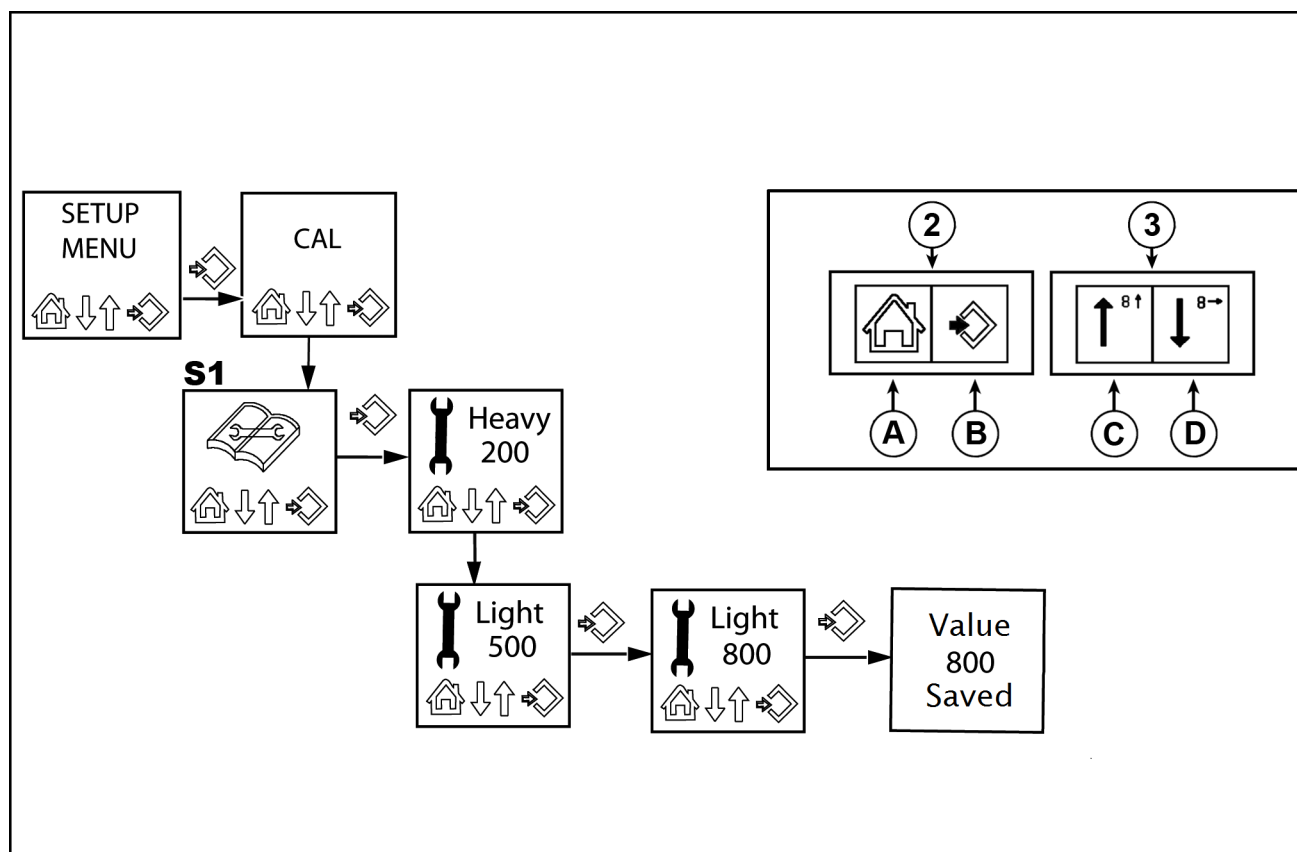 SETUP
MENU
CAL
S1
Heavy
200
Light
500
Light
800
Value
800
Saved
2
3
8↑
8→
A
B
C
D